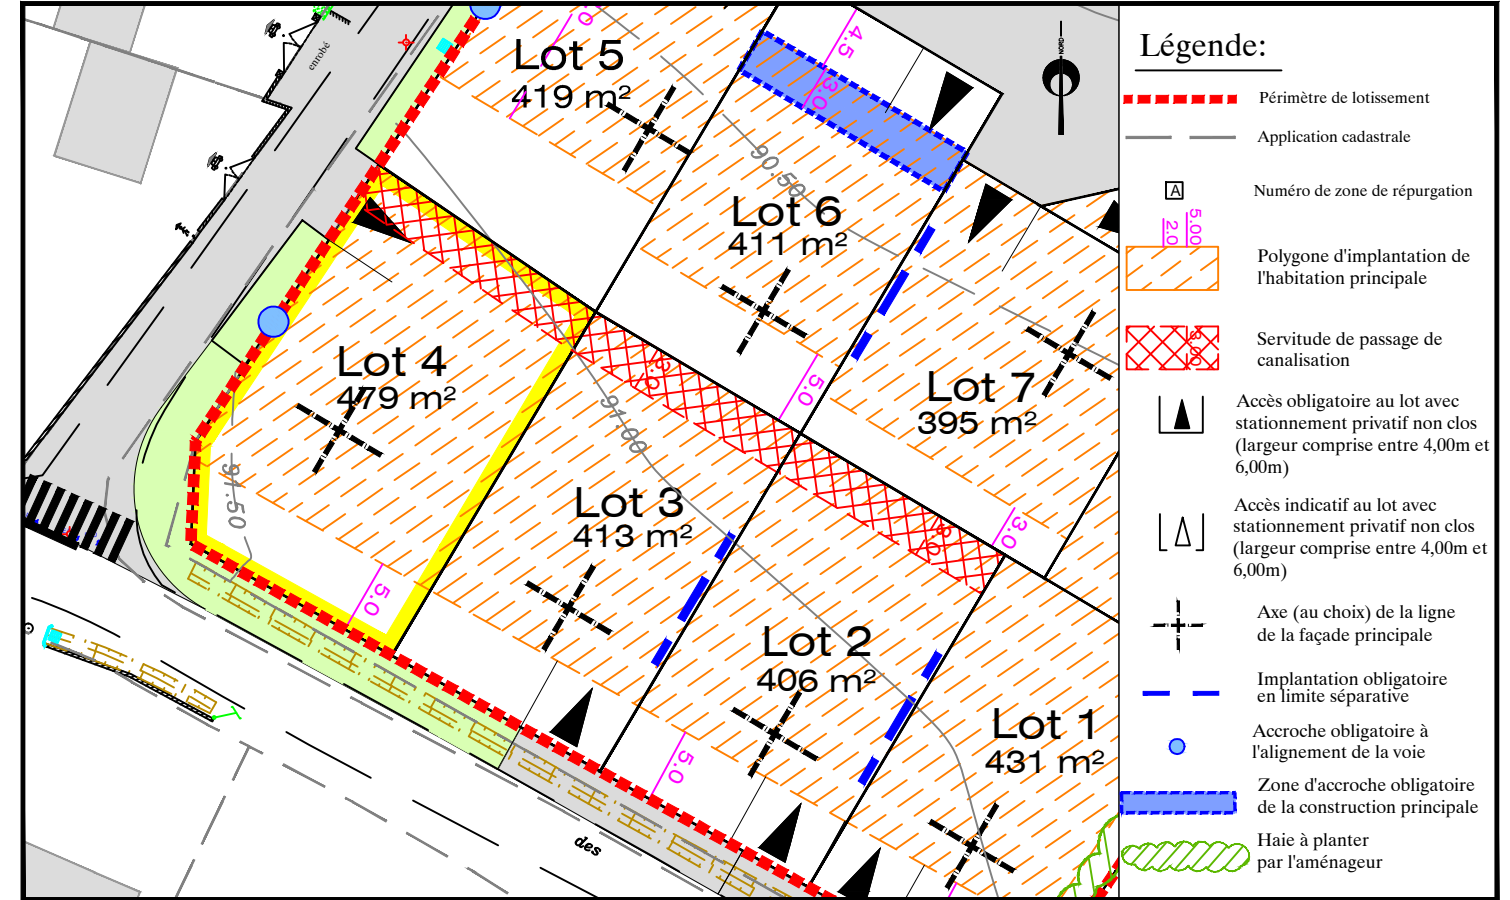 enrobé
5.0
Lot 5
419 m²
4.5
3.0
NORD
90.50
Lot 6
411 m²
Lot 4
479 m²
3.0
5.0
Lot 7
395 m²
91.00
91.50
Lot 3
413 m²
3.0
3.0
5.0
Lot 2
406 m²
5.0
Lot 1
431 m²
des
Légende:
Périmètre de lotissement
Application cadastrale
A
Numéro de zone de répurgation
5.00
2.0
Polygone d'implantation de
l'habitation principale
3.00
Servitude de passage de
canalisation
Accès obligatoire au lot avec
stationnement privatif non clos
(largeur comprise entre 4,00m et
6,00m)
Accès indicatif au lot avec
stationnement privatif non clos
(largeur comprise entre 4,00m et
6,00m)
Axe (au choix) de la ligne
de la façade principale
Implantation obligatoire
en limite séparative
Accroche obligatoire à
l'alignement de la voie
Zone d'accroche obligatoire
de la construction principale
Haie à planter
par l'aménageur